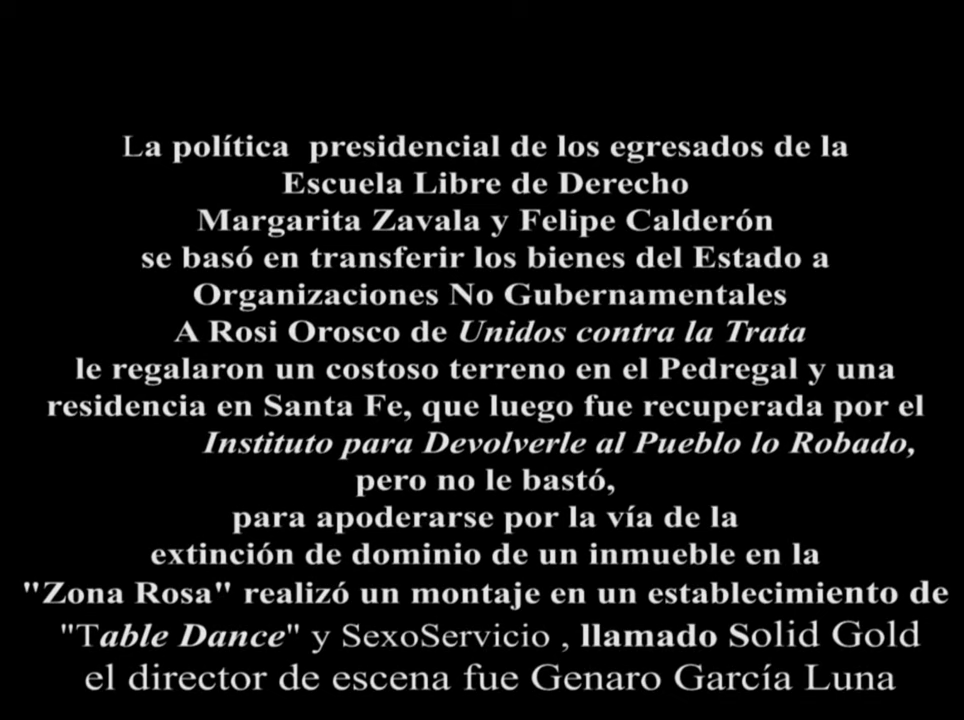 La política presidencial de los egresados de la
Escuela Libre de Derecho
Margarita Zavala y Felipe Calderón
se basó en transferir los bienes del Estado a
Organizaciones No Gubernamentales
A Rosi Orosco de Unidos contra la Trata
le regalaron un costoso terreno en el Pedregal y una
residencia en Santa Fe, que luego fue recuperada por el
Instituto para Devolverle al Pueblo lo Robado,
pero no le bastó,
para apoderarse por la vía de la
extinción de dominio de un inmueble en la
"Zona Rosa" realizó un montaje en un establecimiento de
"Table Dance" y SexoServicio , llamado Solid Gold
el director de escena fue Genaro García Luna